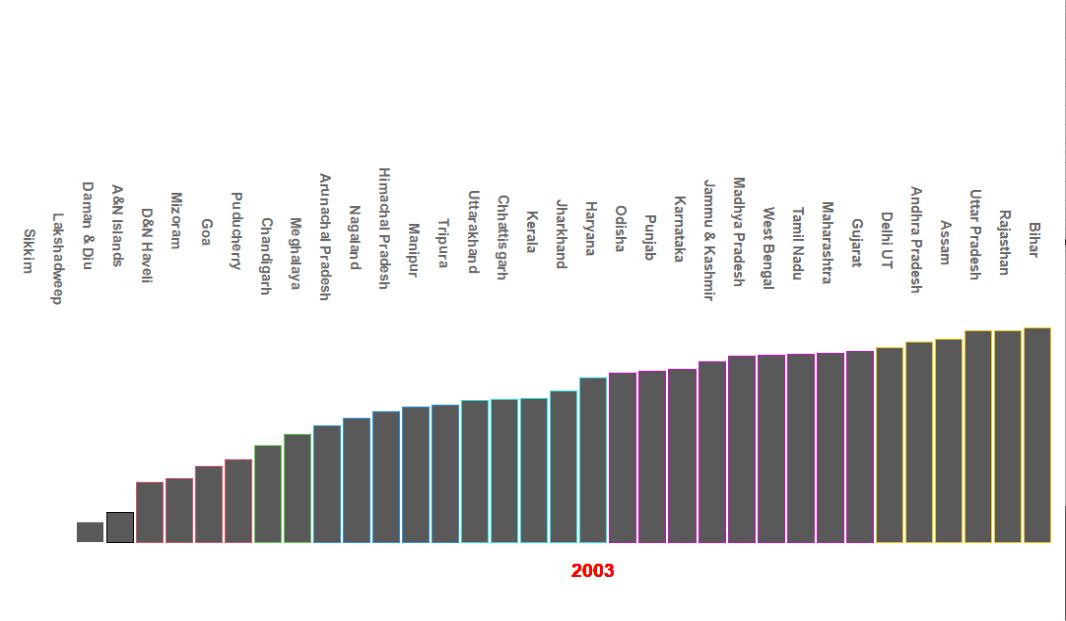 Sikkim
Lakshadweep
Daman & Diu
A&N Islands
D&N Haveli
Mizoram
Goa
Puducherry
Chandigarh
Meghalaya
Arunachal Pradesh
Nagaland
Himachal Pradesh
Manipur
Tripura
Uttarakhand
Chhattisgarh
Kerala
Jharkhand
Haryana
Odisha
Punjab
Karnataka
Jammu & Kashmir
Madhya Pradesh
West Bengal
Tamil Nadu
Maharashtra
Gujarat
Delhi UT
Andhra Pradesh
Assam
Uttar Pradesh
Rajasthan
Bihar
2003